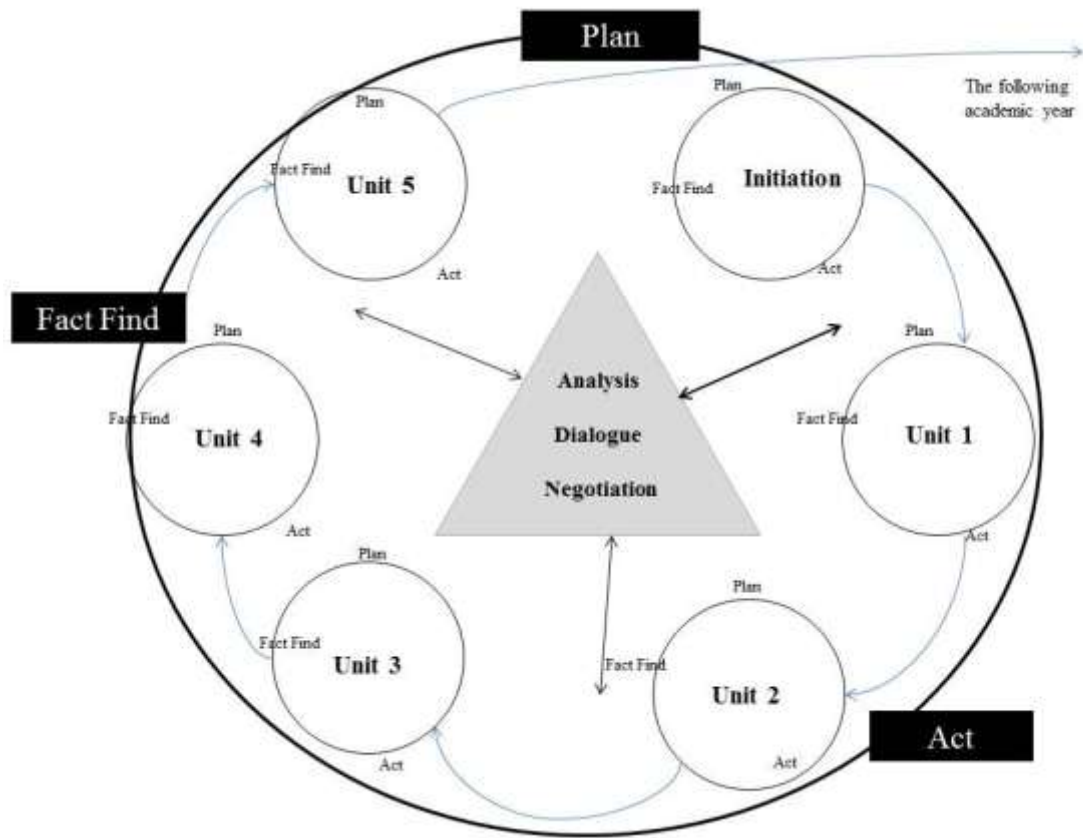 Plan
The following
academic year
Plan
Fact Find
Unit 5
Act
Plan
Fact Find
Initiation
Act
Fact Find
Act
Analysis
Dialogue
Negotiation
Plan
Fact Find
Unit 1
Act
Plan
Fact Find
Unit 4
Act
Plan
Fact Find
Unit 3
Act
Plan
Fact Find
Unit 2
Act